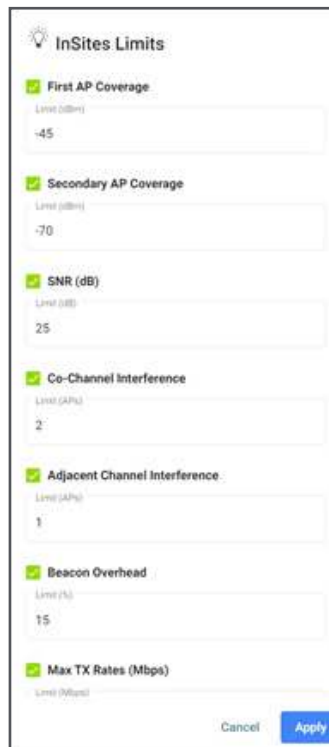 InSites Limits
First AP Coverage
Limit (dBm)
-45
Secondary AP Coverage
Limit (dBm)
-70
SNR (dB)
Limit (dB)
25
Co-Channel Interference
Limit (APs)
2
Adjacent Channel Interference
Limit (APs)
1
Beacon Overhead
Limit (%)
15
Max TX Rates (Mbps)
Limit (Mbps)
Cancel Apply